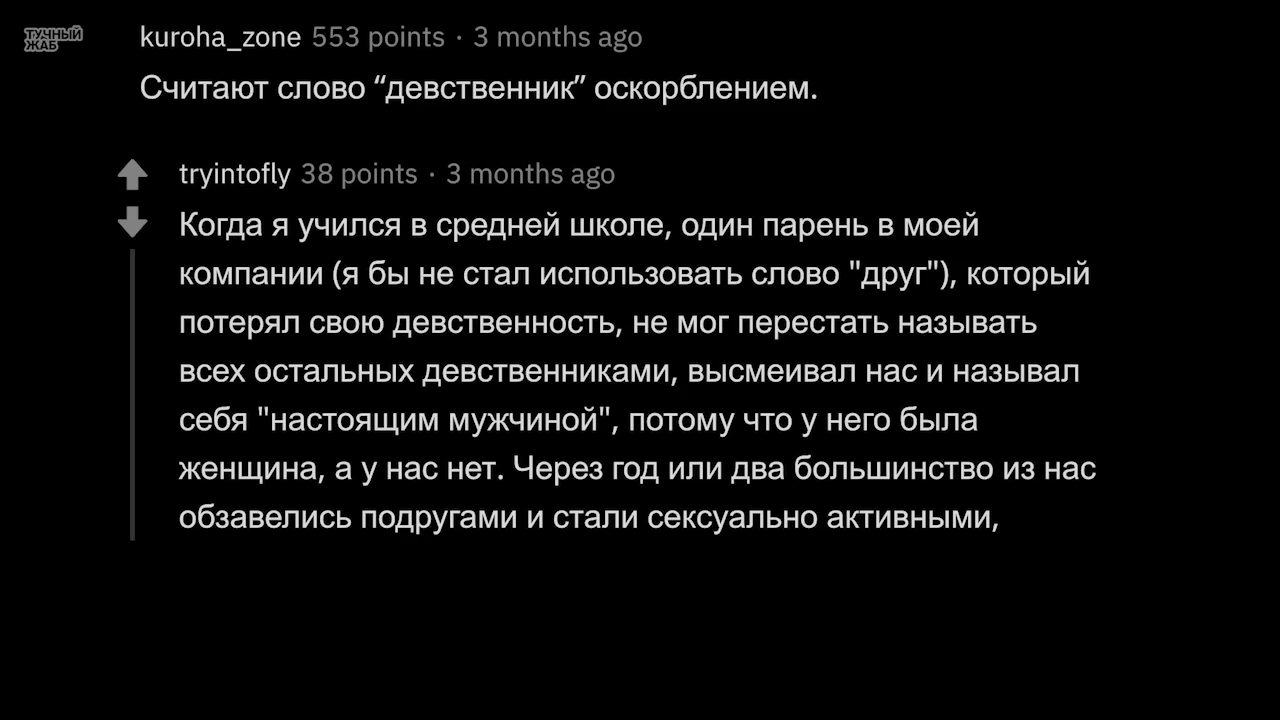 ТУЧНЫЙ
ЖАБ
kuroha_zone 553 points · 3 months ago
Считают слово “девственник” оскорблением.
tryintofly 38 points · 3 months ago
Когда я учился в средней школе, один парень в моей
компании (я бы не стал использовать слово "друг"), который
потерял свою девственность, не мог перестать называть
всех остальных девственниками, высмеивал нас и называл
себя "настоящим мужчиной", потому что у него была
женщина, а у нас нет. Через год или два большинство из нас
обзавелись подругами и стали сексуально активными,